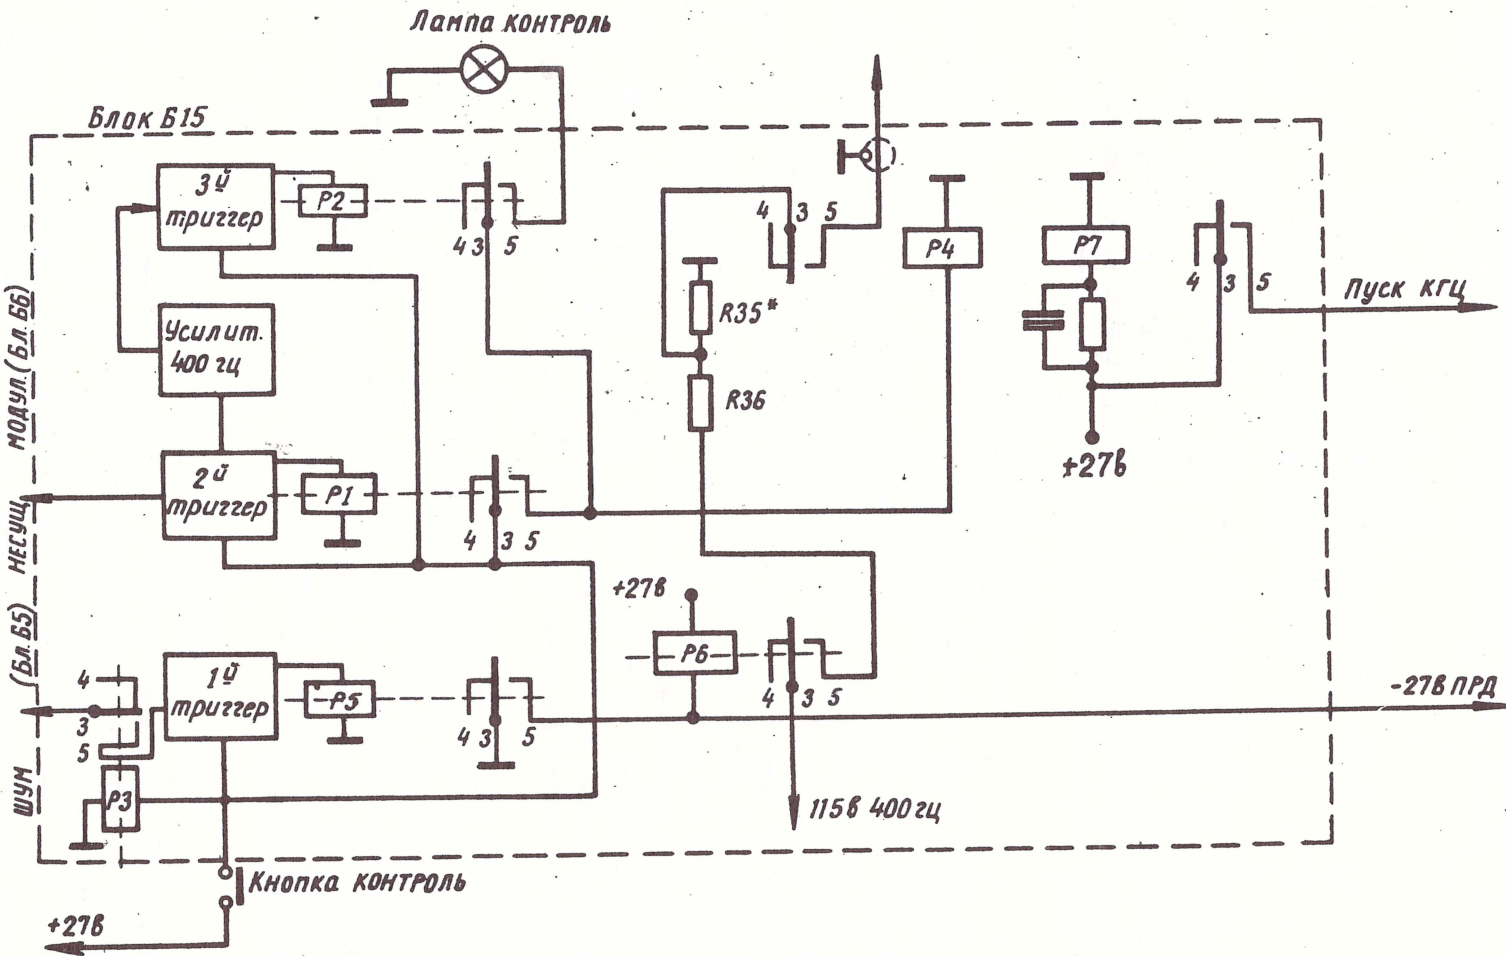 Лампа контроль
Блок Б15
3й
триггер
Р2
4 3 5
4 3 5
Р4
Р7
4 3 5
Пуск кгц
R35*
Усилит.
400 гц
R36
+27в
2й
триггер
Р1
4 3 5
модул. (Бл. Б6)
несущ.
(Бл. Б5)
шум
+27в
Р6
4 3 5
-27в ПРД
4
3
5
1й
триггер
Р5
4 3 5
Р3
115в 400гц
Кнопка контроль
+27в